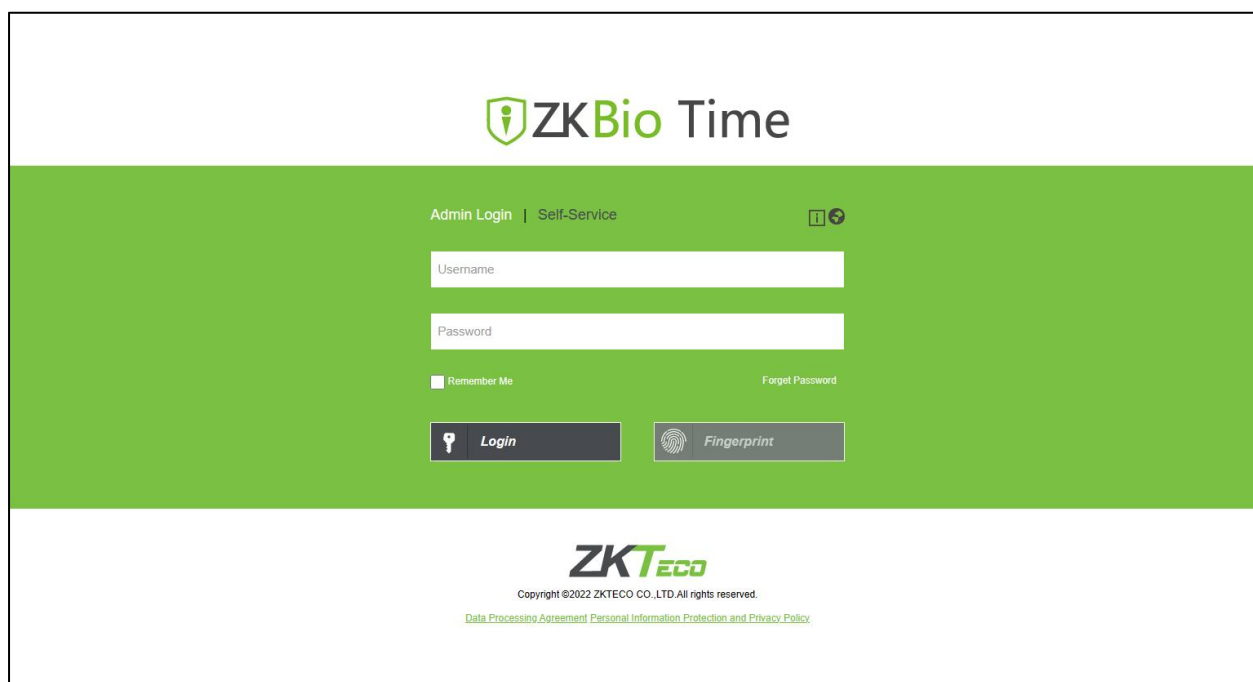 ZKBio Time
Admin Login | Self-Service
Username
Password
Remember Me Forget Password
Login Fingerprint
ZKTECO
Copyright ©2022 ZKTECO CO.,LTD.All rights reserved.
Data Processing Agreement Personal Information Protection and Privacy Policy